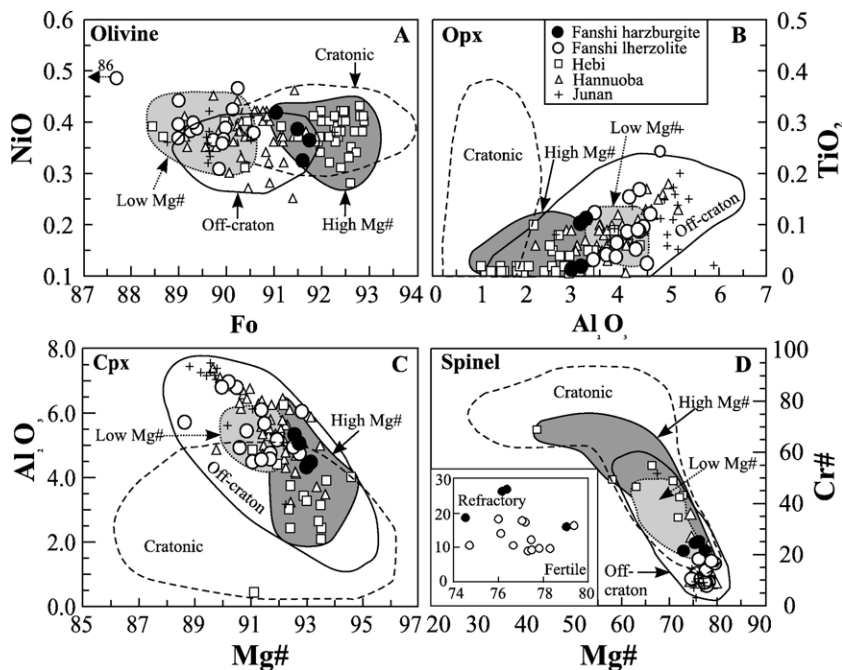 Olivine
A
86
Cratonic
Low Mg#
Off-craton
High Mg#
NiO
0.6
0.5
0.4
0.3
0.2
0.1
87 88 89 90 91 92 93 94
Fo
Opx
B
Fanshi harzburgite
Fanshi lherzolite
Hebi
Hannuoba
Junan
Cratonic
High Mg#
Low Mg#
Off-craton
TiO2
0.5
0.4
0.3
0.2
0.1
0
0 1 2 3 4 5 6 7
Al2O3
Cpx
C
Low Mg#
High Mg#
Off-craton
Cratonic
Al2O3
8.0
6.0
4.0
2.0
0.0
87 89 91 93 95 97
Mg#
Spinel
D
Cratonic
High Mg#
Low Mg#
Off-
craton
30
20
10
0
Refractory
Fertile
74 76 78 80
Cr#
100
80
60
40
20
0
20 30 40 50 60 70 80 90
Mg#